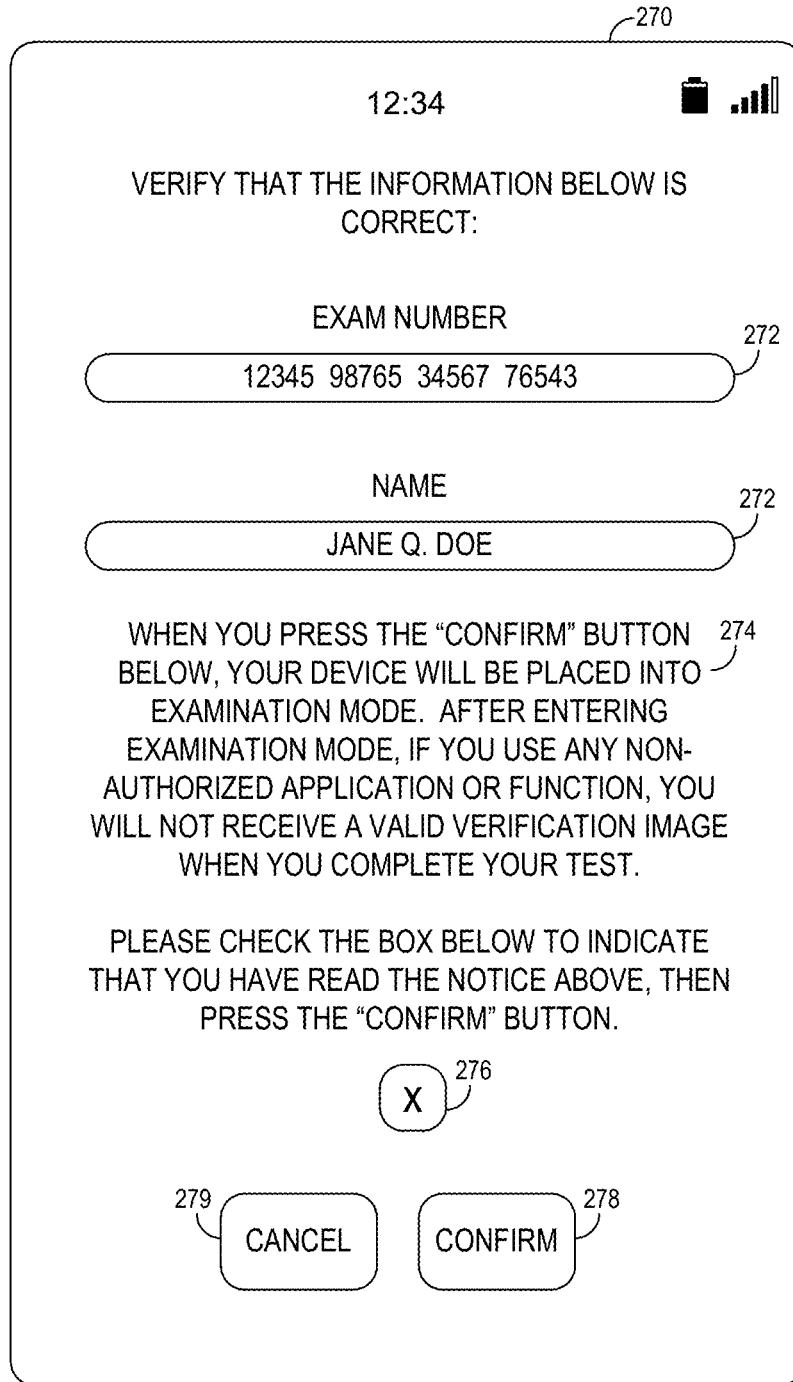 270
12:34
VERIFY THAT THE INFORMATION BELOW IS
CORRECT:
EXAM NUMBER
272
12345 98765 34567 76543
NAME
272
JANE Q. DOE
WHEN YOU PRESS THE “CONFIRM” BUTTON 274
BELOW, YOUR DEVICE WILL BE PLACED INTO
EXAMINATION MODE. AFTER ENTERING
EXAMINATION MODE, IF YOU USE ANY NON-
AUTHORIZED APPLICATION OR FUNCTION, YOU
WILL NOT RECEIVE A VALID VERIFICATION IMAGE
WHEN YOU COMPLETE YOUR TEST.
PLEASE CHECK THE BOX BELOW TO INDICATE
THAT YOU HAVE READ THE NOTICE ABOVE, THEN
PRESS THE “CONFIRM” BUTTON.
276
X
279 278
CANCEL CONFIRM